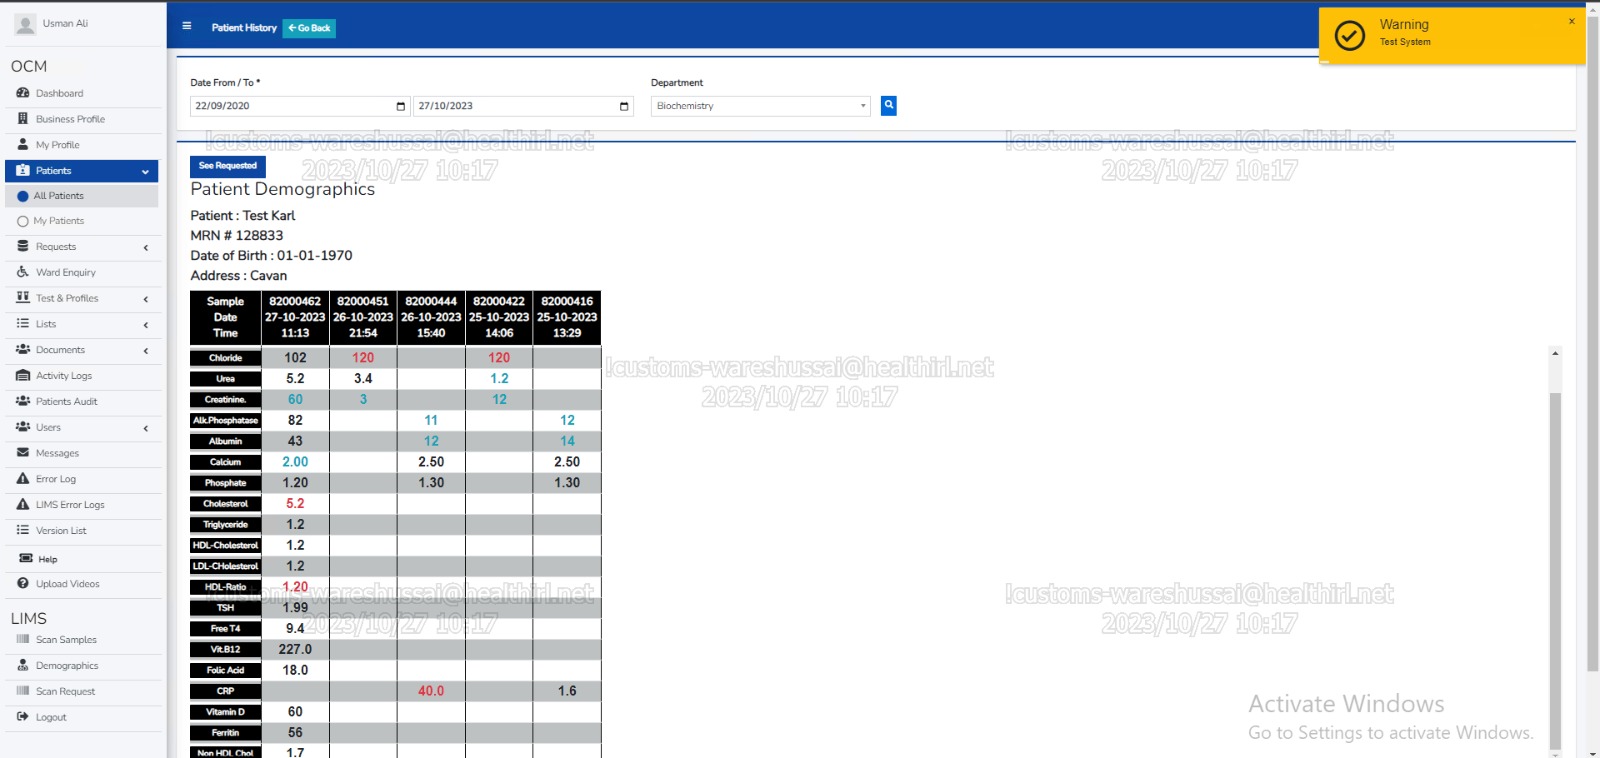 Usman Ali
Patient History
Go Back
Warning
Test System
×
OCM
Dashboard
Business Profile
My Profile
Patients
All Patients
My Patients
Requests
Ward Enquiry
Test & Profiles
Lists
Documents
Activity Logs
Patients Audit
Users
Messages
Error Log
LIMS Error Logs
Version List
Help
Upload Videos
LIMS
Scan Samples
Demographics
Scan Request
Logout
Date From / To * Department
22/09/2020 27/10/2023 Biochemistry
!customs-wareshussai@healthirl.net !customs-wareshussai@healthirl.net
2023/10/27 10:17 2023/10/27 10:17
See Requested
Patient Demographics
Patient : Test Karl
MRN # 128833
Date of Birth : 01-01-1970
Address : Cavan
Sample 82000462 82000451 82000444 82000422 82000416
Date 27-10-2023 26-10-2023 26-10-2023 25-10-2023 25-10-2023
Time 11:13 21:54 15:40 14:06 13:29
Chloride 102 120 120
Urea 5.2 3.4 1.2
!customs-wareshussai@healthirl.net
2023/10/27 10:17
Creatinine. 60 3 12
Alk.Phosphatase 82 11 12
Albumin 43 12 14
Calcium 2.00 2.50 2.50
Phosphate 1.20 1.30 1.30
Cholesterol 5.2
Triglyceride 1.2
HDL-Cholesterol 1.2
LDL-CHolesterol 1.2
HDL-Ratio 1.20
!customs-wareshussai@healthirl.net !customs-wareshussai@healthirl.net
2023/10/27 10:17 2023/10/27 10:17
TSH 1.99
Free T4 9.4
Vit.B12 227.0
Folic Acid 18.0
CRP 40.0 1.6
Vitamin D 60
Ferritin 56
Non HDL Chol 1.7
Activate Windows
Go to Settings to activate Windows.